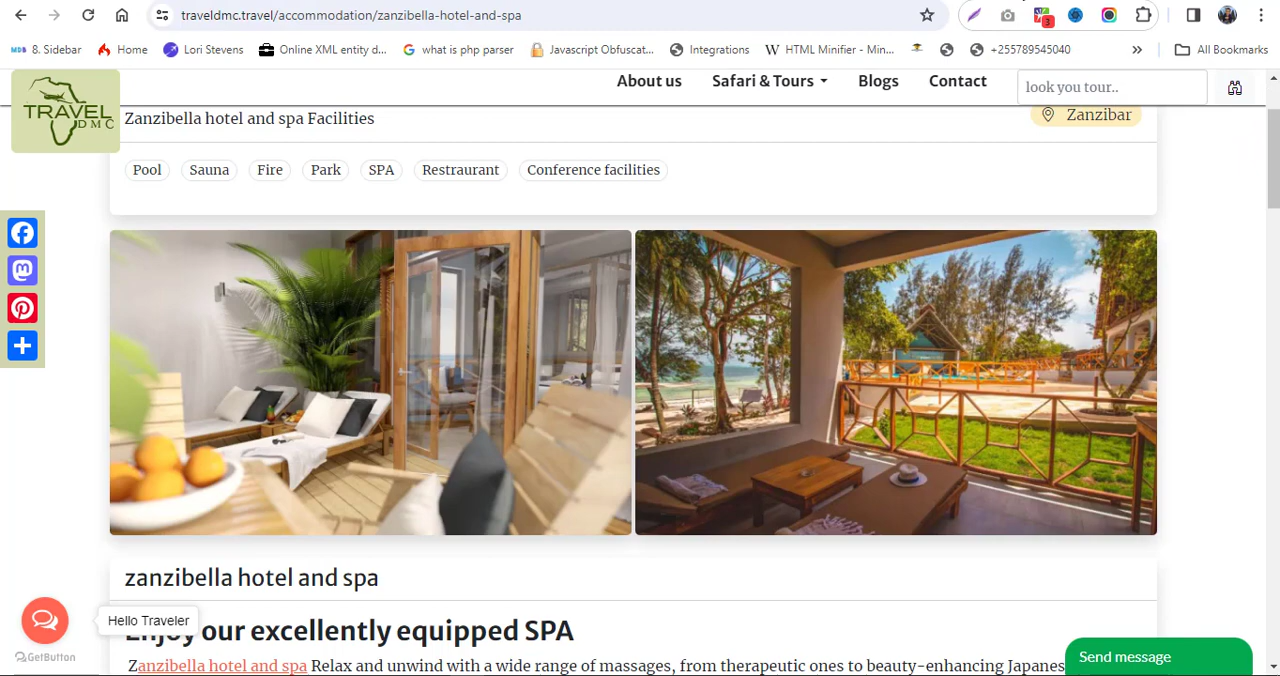 traveldmc.travel/accommodation/zanzibella-hotel-and-spa
3
MDB 8. Sidebar
Home
Lori Stevens
Online XML entity d...
what is php parser
Javascript Obfuscat...
Integrations
W HTML Minifier - Min...
+255789545040
»
All Bookmarks
TRAVEL
DMC
About us
Safari & Tours
Blogs
Contact
look you tour..
Zanzibella hotel and spa Facilities
Zanzibar
Pool
Sauna
Fire
Park
SPA
Restraurant
Conference facilities
zanzibella hotel and spa
Enjoy our excellently equipped SPA
Zanzibella hotel and spa Relax and unwind with a wide range of massages, from therapeutic ones to beauty-enhancing Japanes
Hello Traveler
GetButton
Send message